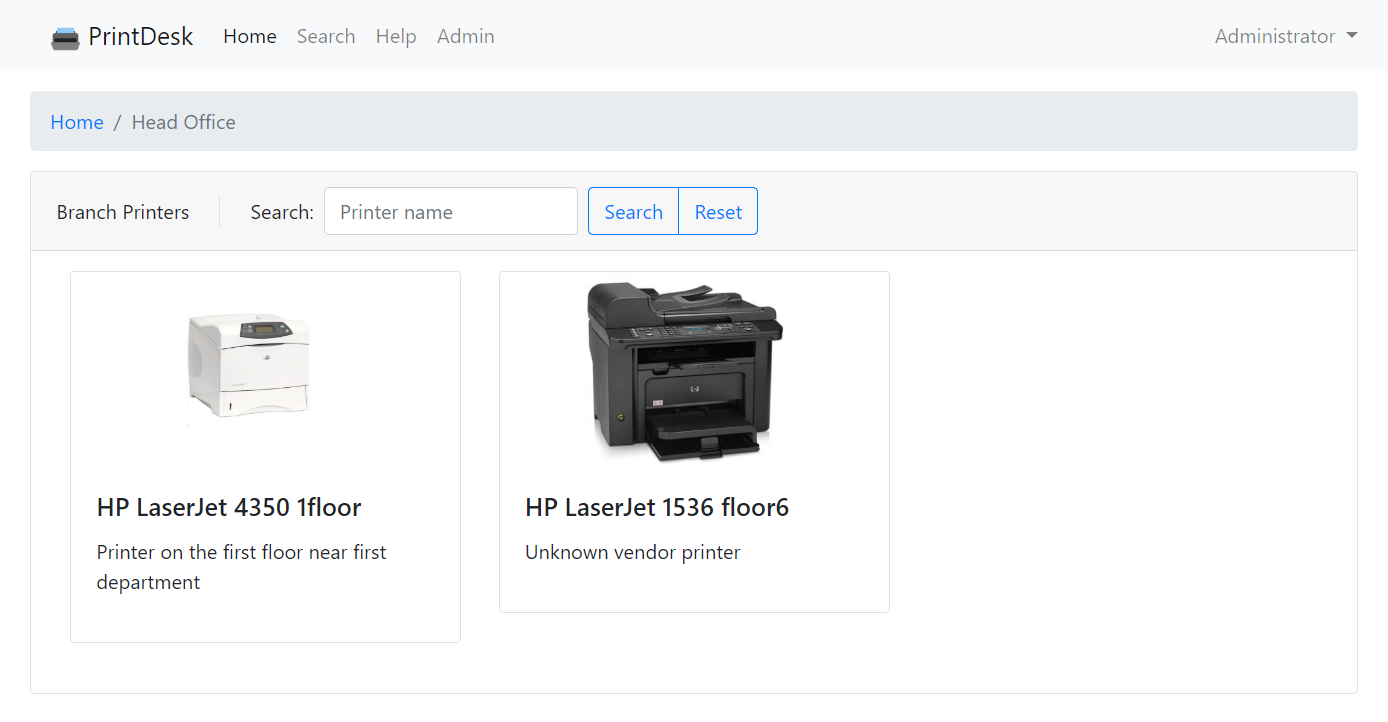 PrintDesk Home Search Help Admin Administrator
Home / Head Office
Branch Printers Search: Printer name Search Reset
HP LaserJet 4350 1floor
Printer on the first floor near first
department
HP LaserJet 1536 floor6
Unknown vendor printer